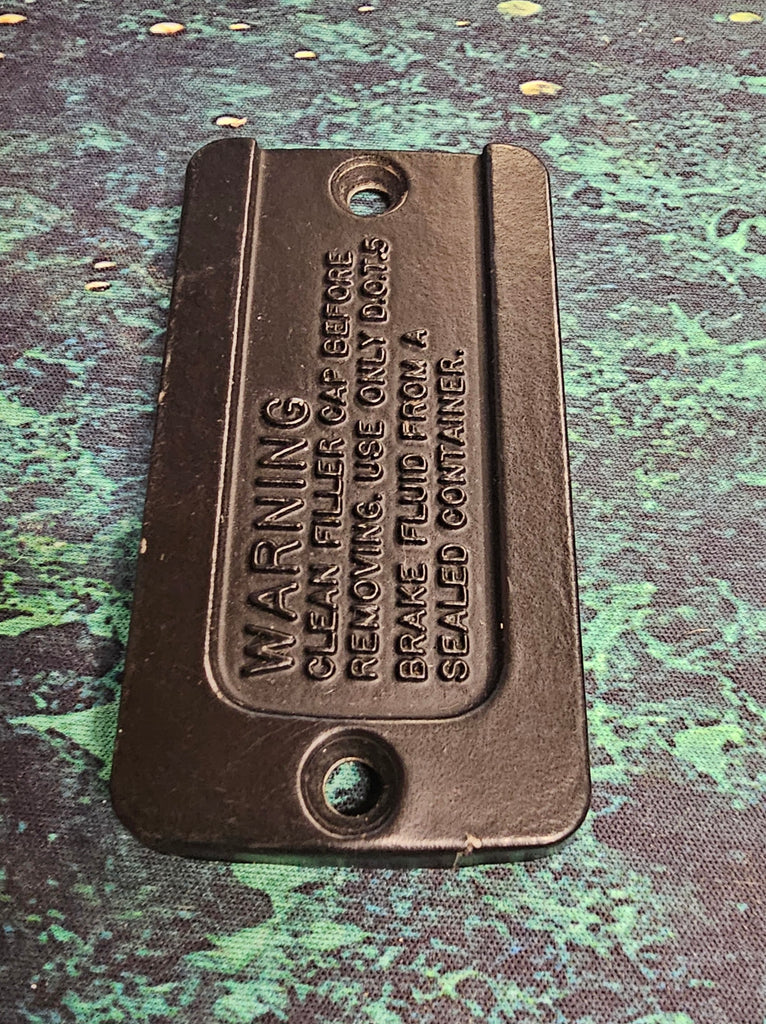 WARNING
CLEAN FILLER CAP BEFORE
REMOVING. USE ONLY D.O.T.5
BRAKE FLUID FROM A
SEALED CONTAINER.